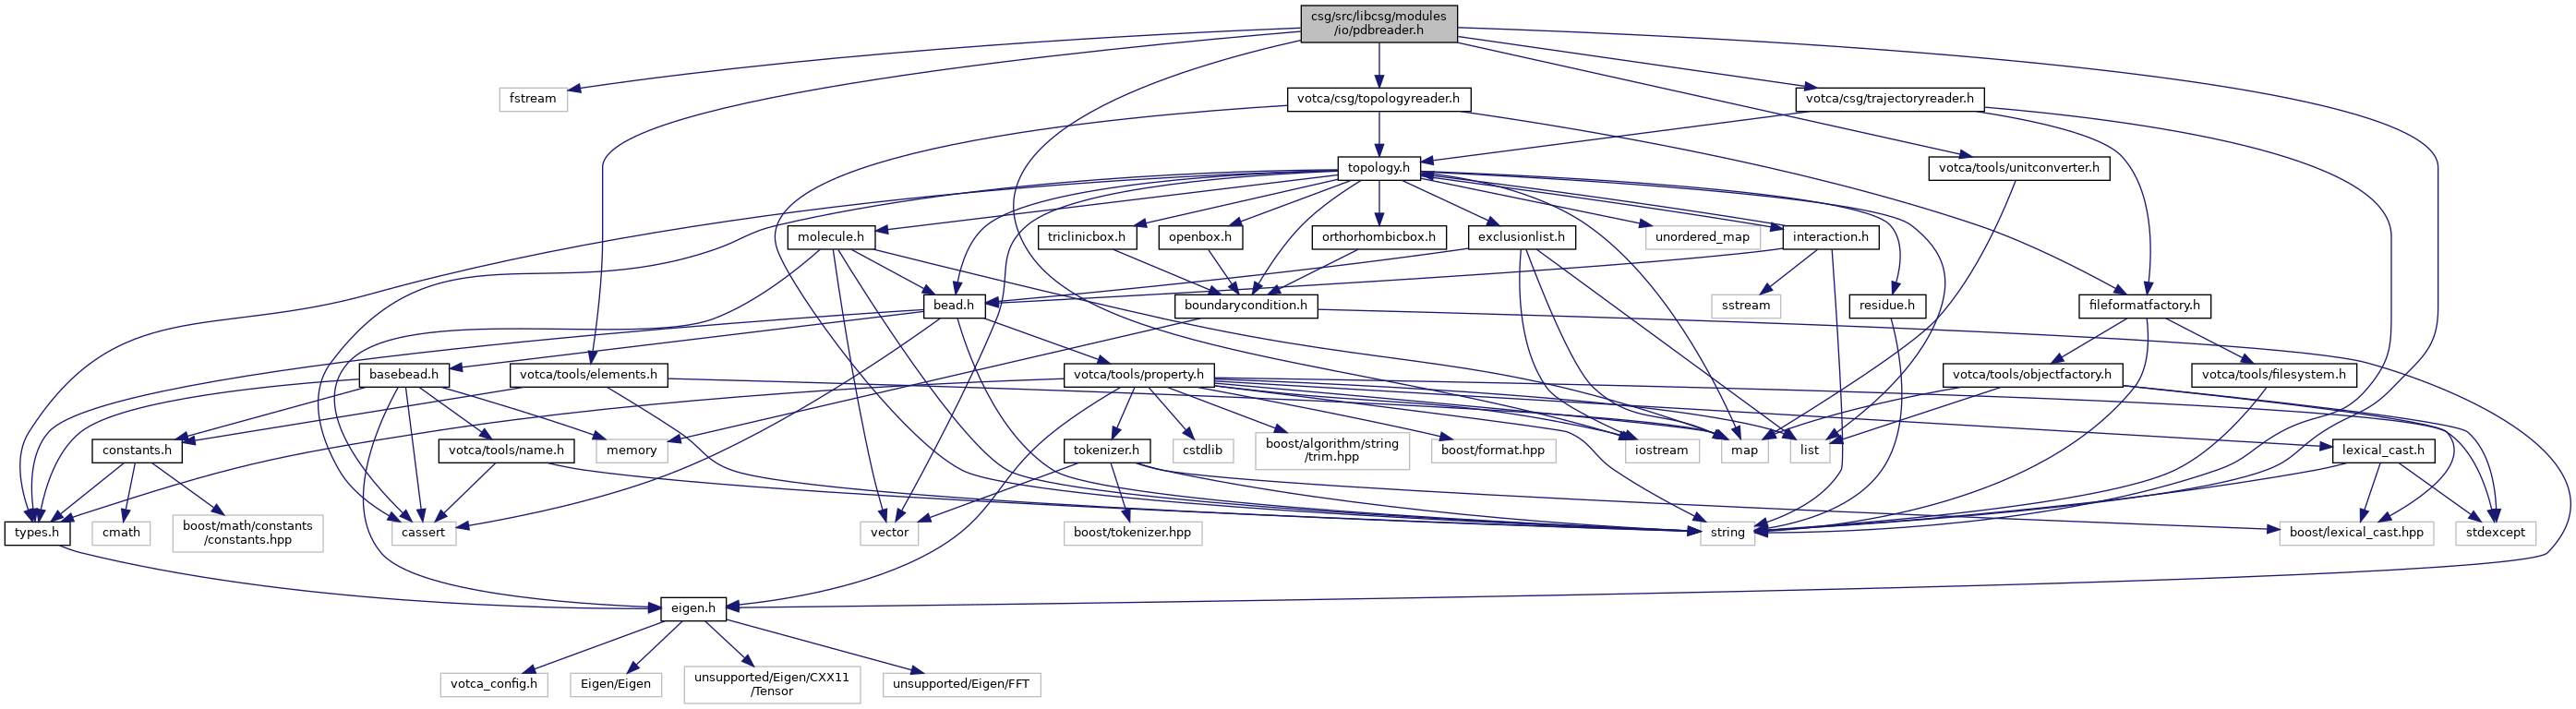 csg/src/libcsg/modules
/io/pdbreader.h
fstream
votca/csg/topologyreader.h
votca/csg/trajectoryreader.h
topology.h
votca/tools/unitconverter.h
molecule.h
triclinicbox.h
openbox.h
orthorhombicbox.h
exclusionlist.h
unordered_map
interaction.h
bead.h
boundarycondition.h
sstream
residue.h
fileformatfactory.h
basebead.h
votca/tools/elements.h
votca/tools/property.h
votca/tools/objectfactory.h
votca/tools/filesystem.h
constants.h
votca/tools/name.h
memory
tokenizer.h
cstdlib
boost/algorithm/string
/trim.hpp
boost/format.hpp
iostream
map
list
lexical_cast.h
types.h
cmath
boost/math/constants
/constants.hpp
cassert
vector
boost/tokenizer.hpp
string
boost/lexical_cast.hpp
stdexcept
eigen.h
votca_config.h
Eigen/Eigen
unsupported/Eigen/CXX11
/Tensor
unsupported/Eigen/FFT